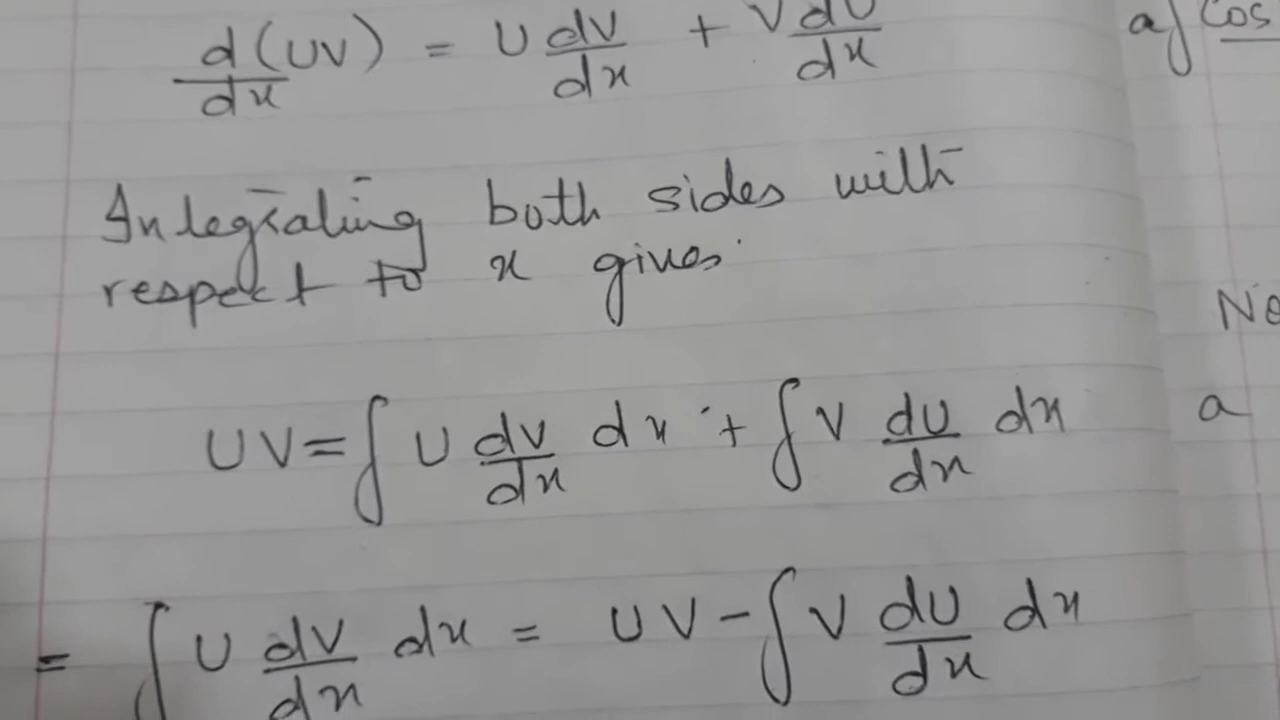 d(UV)/dx = U dV/dx + V dU/dx
Integrating both sides with
respect to x gives
UV = ∫ U dV/dx dx + ∫ V dU/dx dx
= ∫ U dV/dx dx = UV - ∫ V dU/dx dx
a) Cos
a